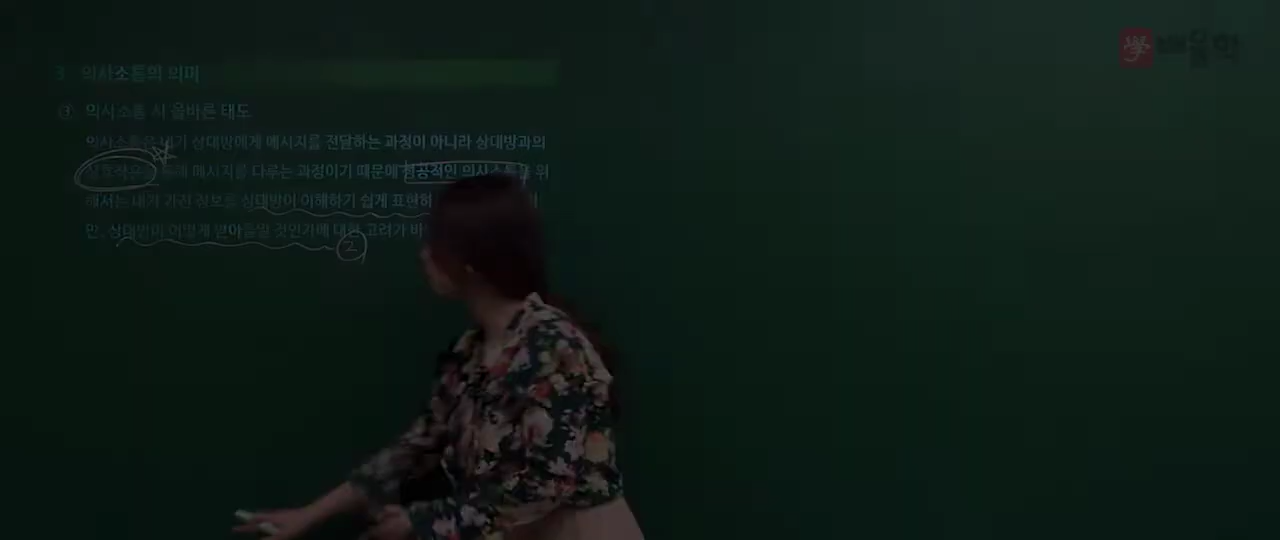 배울학
3 의사소통의 의미
③ 의사소통 시 올바른 태도
의사소통은 내가 상대방에게 메시지를 전달하는 과정이 아니라 상대방과의
상호작용을 통해 메시지를 다루는 과정이기 때문에 성공적인 의사소통을 위
해서는 내가 가진 정보를 상대방이 이해하기 쉽게 표현하
만, 상대방이 어떻게 받아들일 것인가에 대한 고려가 바
②